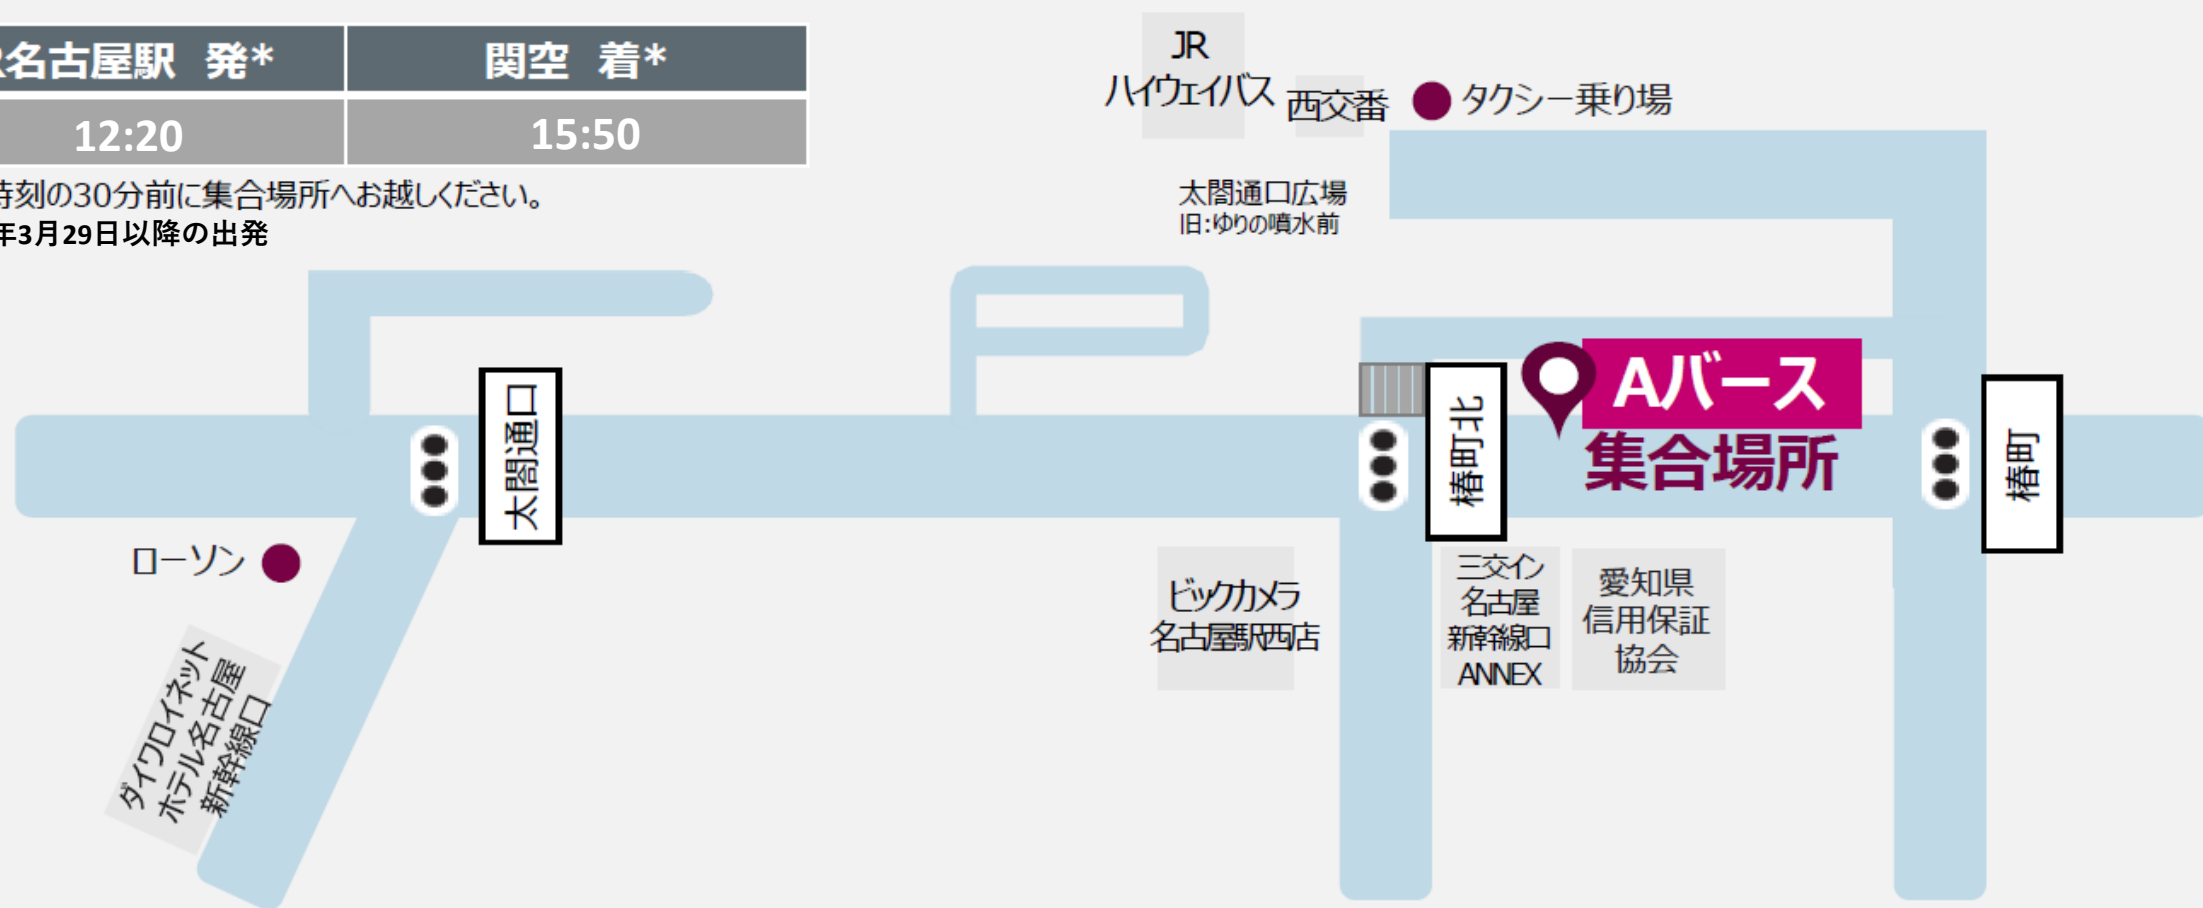 名古屋駅 発*
関空 着*
12:20
15:50
時刻の30分前に集合場所へお越しください。
年3月29日以降の出発
JR
ハイウェイバス
西交番
タクシー乗り場
太閤通口広場
旧:ゆりの噴水前
太閤通口
椿町北
Aバース
集合場所
椿町
ローソン
ダイワロイネット
ホテル名古屋
新幹線口
ビックカメラ
名古屋駅西店
三交イン
名古屋
新幹線口
ANNEX
愛知県
信用保証
協会